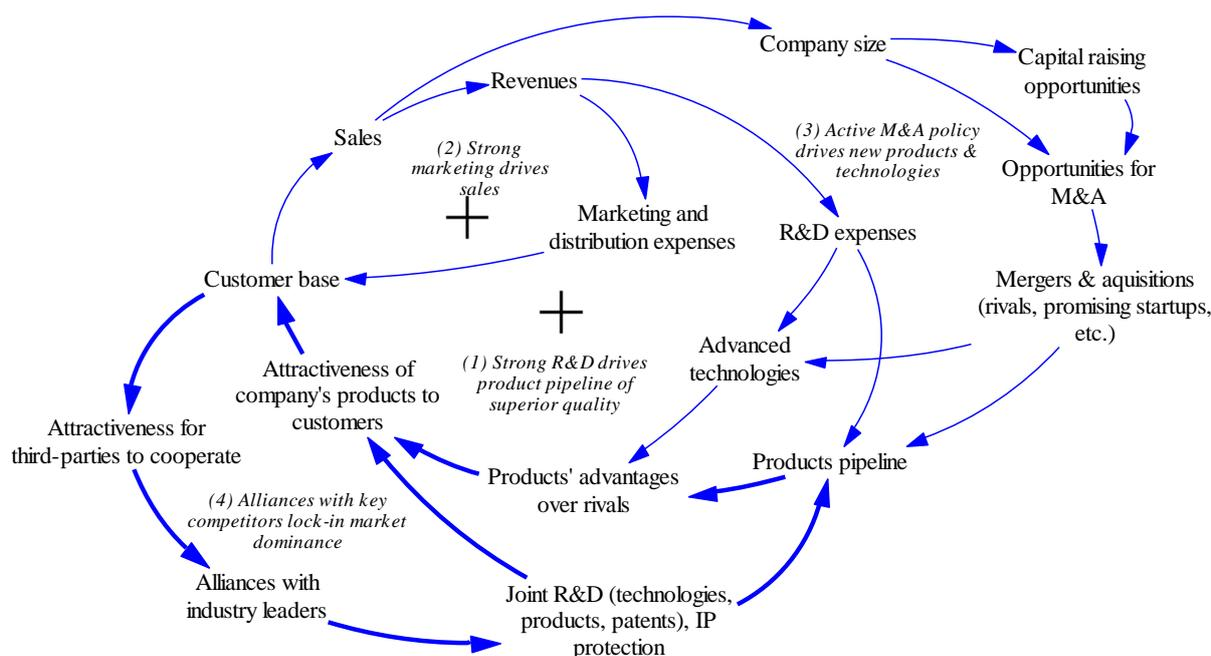 Company size
Capital raising
opportunities
Revenues
Sales
(2) Strong
marketing drives
sales
(3) Active M&A policy
drives new products &
technologies
Opportunities for
M&A
Marketing and
distribution expenses
R&D expenses
Customer base
Mergers & aquisitions
(rivals, promising startups,
etc.)
(1) Strong R&D drives
product pipeline of
superior quality
Advanced
technologies
Attractiveness of
company's products to
customers
Attractiveness for
third-parties to cooperate
Products' advantages
over rivals
Products pipeline
(4) Alliances with key
competitors lock-in market
dominance
Alliances with
industry leaders
Joint R&D (technologies,
products, patents), IP
protection